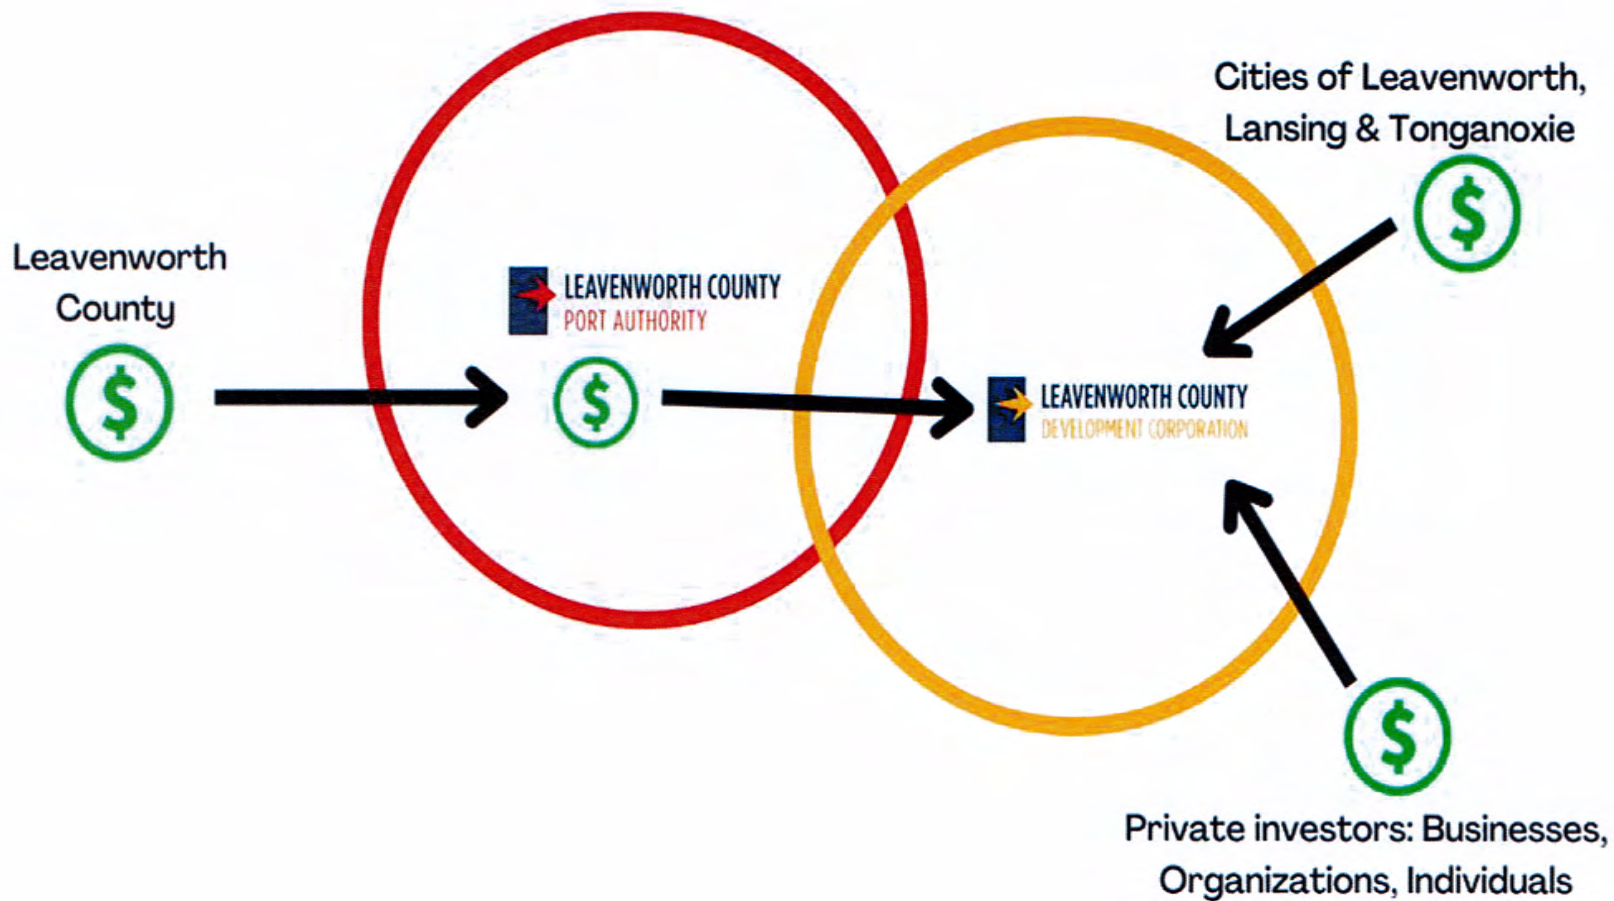 Cities of Leavenworth,
Lansing & Tonganoxie
$
Leavenworth
County
$
LEAVENWORTH COUNTY
PORT AUTHORITY
$
LEAVENWORTH COUNTY
DEVELOPMENT CORPORATION
$
Private investors: Businesses,
Organizations, Individuals